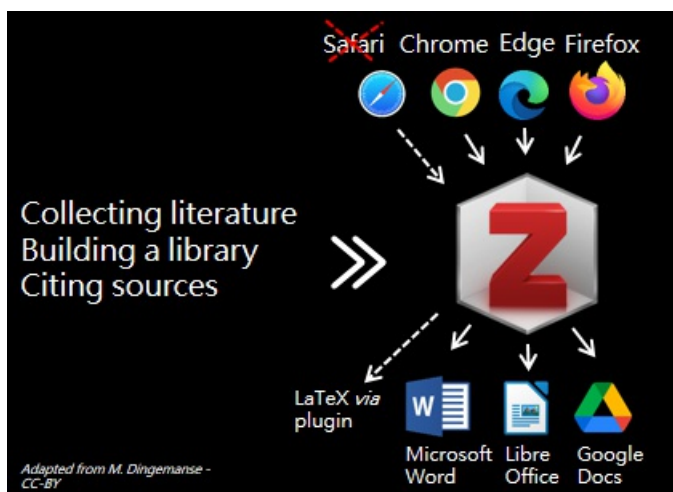 Safari Chrome Edge Firefox
Collecting literature
Building a library
Citing sources
Z
LaTeX via
plugin
W
Microsoft
Word
Libre
Office
Google
Docs
Adapted from M. Dingemanse -
CC-BY